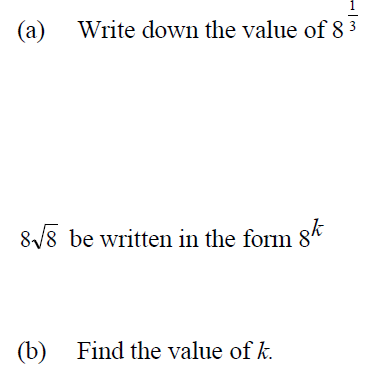 (a) Write down the value of 8^{\frac{1}{3}}
8√8 be written in the form 8^k
(b) Find the value of k.